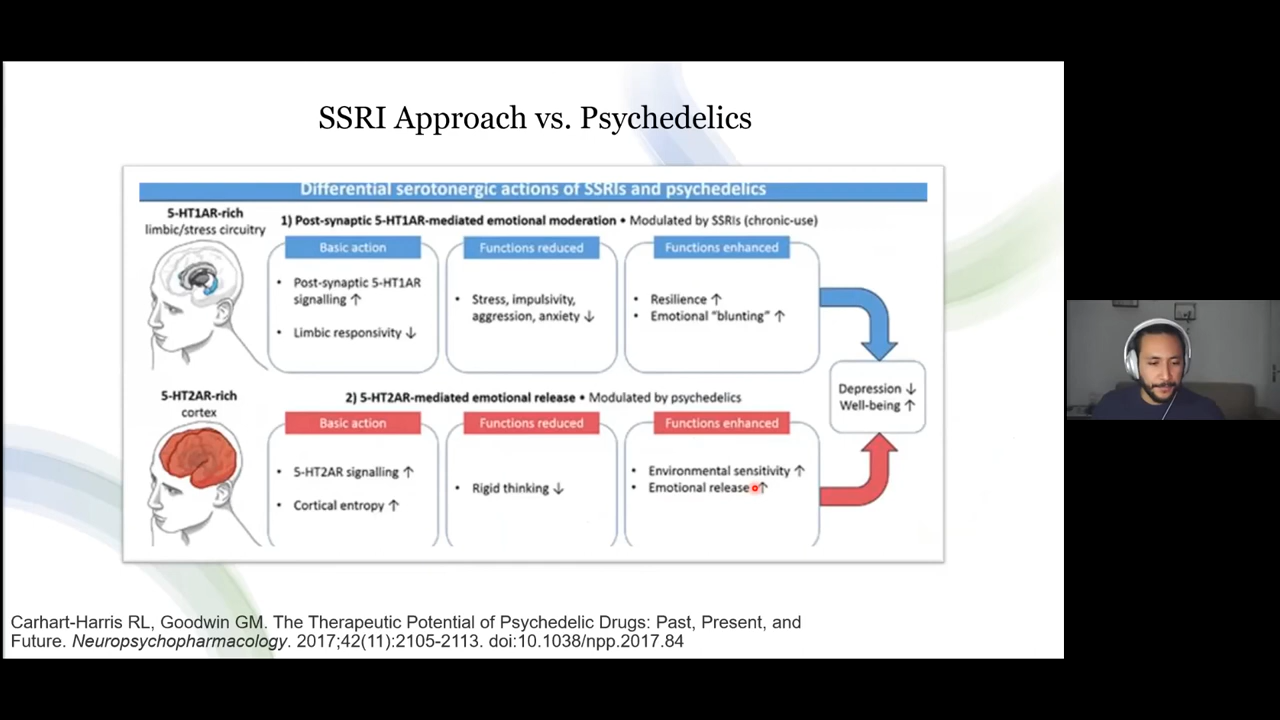 SSRI Approach vs. Psychedelics
Differential serotonergic actions of SSRIs and psychedelics
5-HT1AR-rich
limbic/stress circuitry
1) Post-synaptic 5-HT1AR-mediated emotional moderation • Modulated by SSRIs (chronic-use)
Basic action
• Post-synaptic 5-HT1AR
signalling ↑
• Limbic responsivity ↓
Functions reduced
• Stress, impulsivity,
aggression, anxiety ↓
Functions enhanced
• Resilience ↑
• Emotional "blunting" ↑
Depression ↓
Well-being ↑
5-HT2AR-rich
cortex
2) 5-HT2AR-mediated emotional release • Modulated by psychedelics
Basic action
• 5-HT2AR signalling ↑
• Cortical entropy ↑
Functions reduced
• Rigid thinking ↓
Functions enhanced
• Environmental sensitivity ↑
• Emotional release ↑
Carhart-Harris RL, Goodwin GM. The Therapeutic Potential of Psychedelic Drugs: Past, Present, and
Future. Neuropsychopharmacology. 2017;42(11):2105-2113. doi:10.1038/npp.2017.84